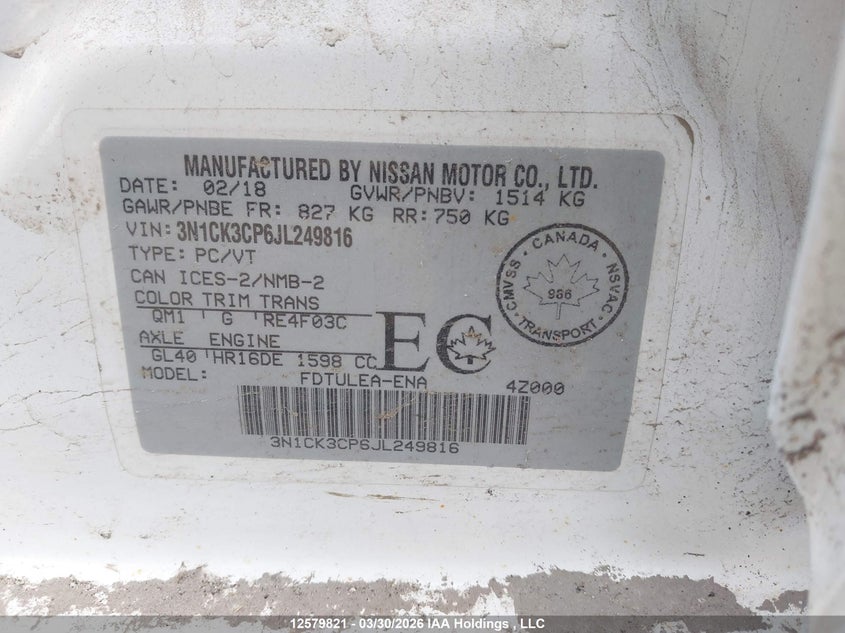 MANUFACTURED BY NISSAN MOTOR CO., LTD.
DATE: 02/18 GVWR/PNBV: 1514 KG
GAWR/PNBE FR: 827 KG RR: 750 KG
VIN: 3N1CK3CP6JL249816
TYPE: PC/VT
CAN ICES-2/NMB-2
COLOR TRIM TRANS
QM1 G RE4F03C
AXLE ENGINE
GL40 HR16DE 1598 CC
MODEL: FDTULEA-ENA 4Z000
EC
CANADA
CMVSS 936 NSVAC
TRANSPORT
3N1CK3CP6JL249816
12579821 - 03/30/2026 IAA Holdings, LLC